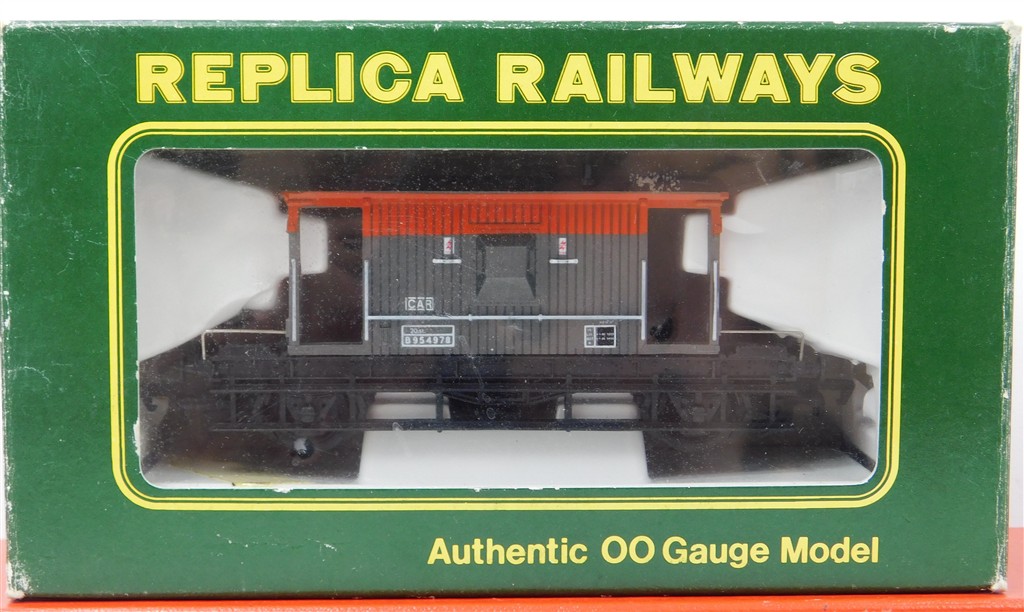 REPLICA RAILWAYS
CAR
B954978
Authentic OO Gauge Model